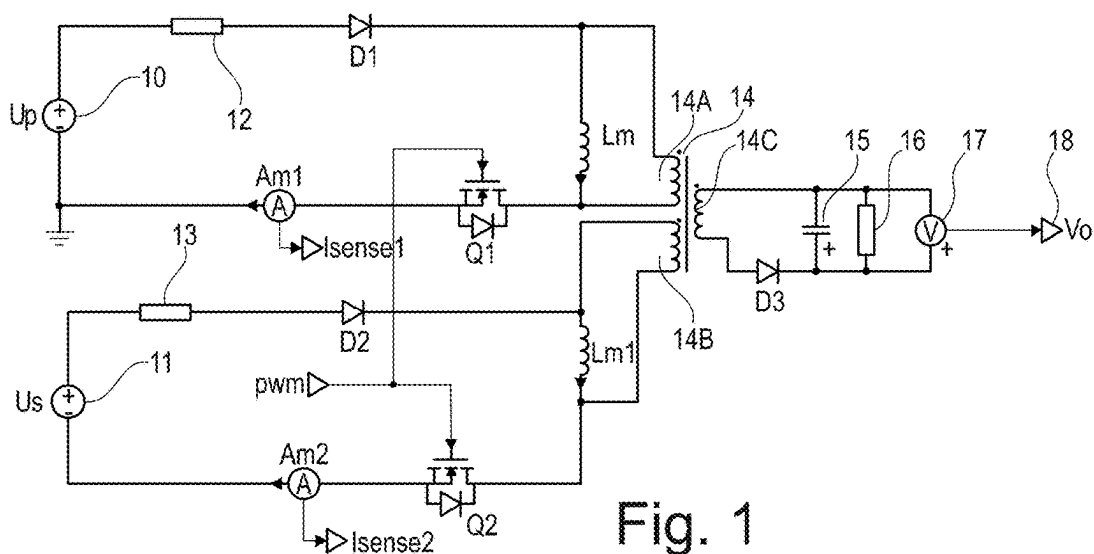 10
Up
12
D1
Lm
14A
14
14C
15
16
17
18
V
Vo
Am1
A
Isense1
Q1
13
D2
D3
14B
Lm1
11
Us
pwm
Am2
A
Isense2
Q2
Fig. 1